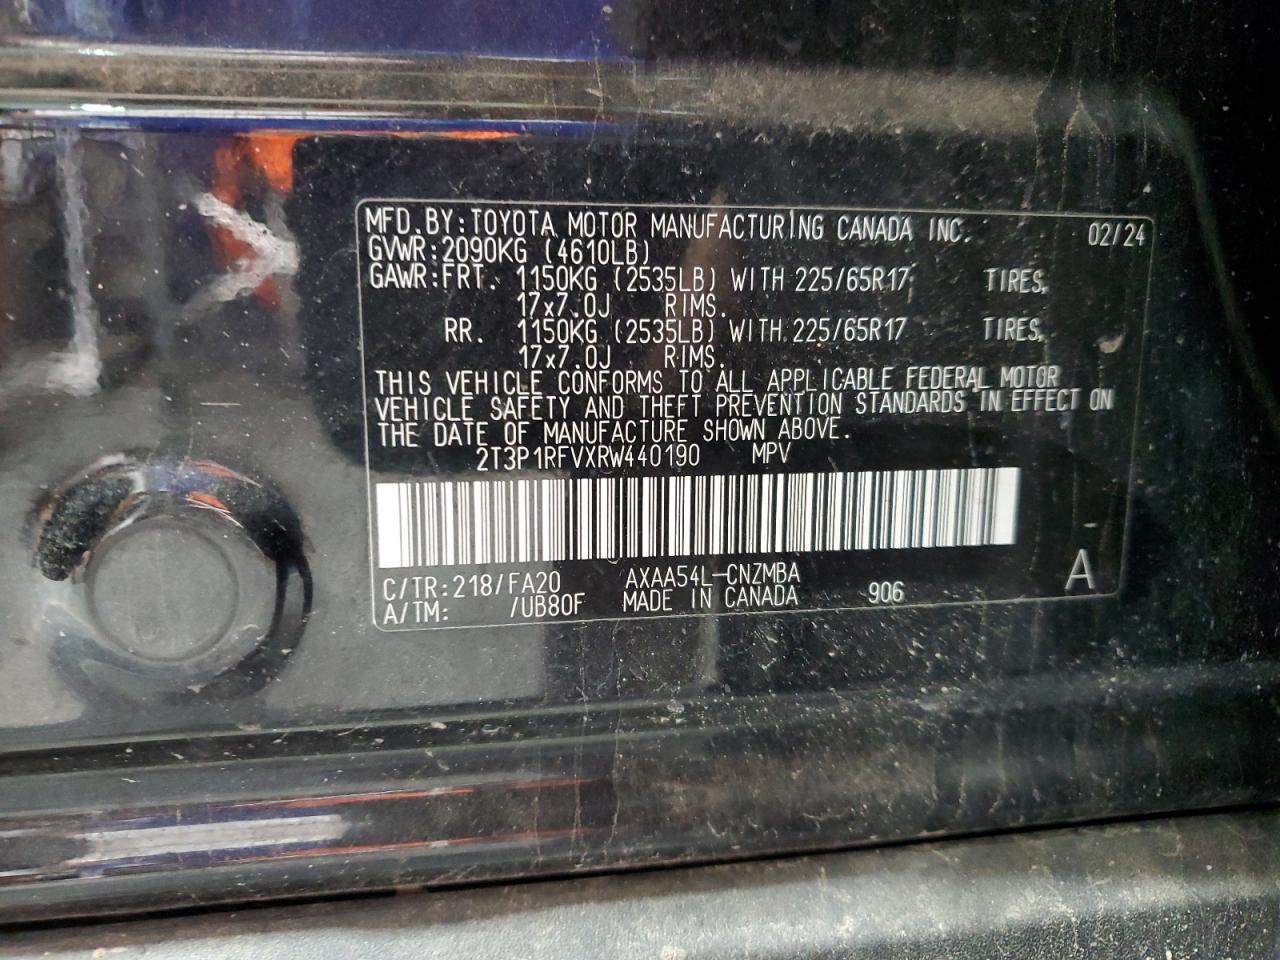 MFD.BY:TOYOTA MOTOR MANUFACTURING CANADA INC. 02/24
GVWR:2090KG (4610LB)
GAWR:FRT. 1150KG (2535LB) WITH 225/65R17 TIRES,
17x7.0J RIMS.
RR. 1150KG (2535LB) WITH 225/65R17 TIRES,
17x7.0J RIMS.
THIS VEHICLE CONFORMS TO ALL APPLICABLE FEDERAL MOTOR
VEHICLE SAFETY AND THEFT PREVENTION STANDARDS IN EFFECT ON
THE DATE OF MANUFACTURE SHOWN ABOVE.
2T3P1RFVXRW440190 MPV
C/TR:218/FA20 AXAA54L-CNZMBA
A/TM: /UB80F MADE IN CANADA 906 A